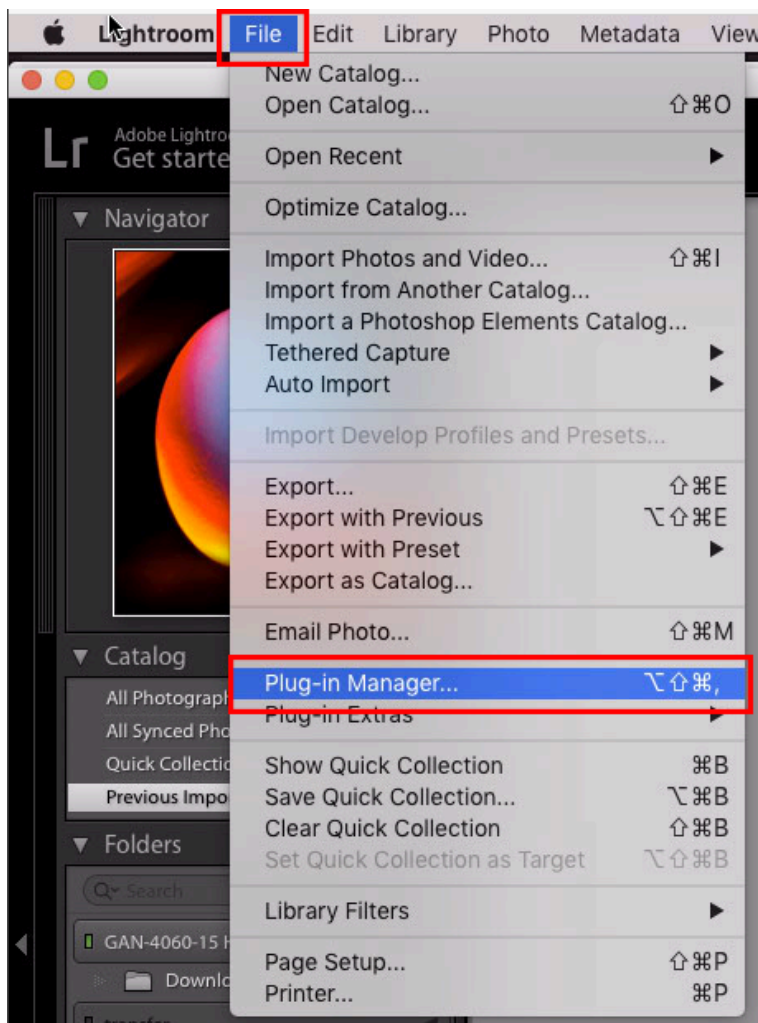 Lightroom File Edit Library Photo Metadata View
New Catalog...
Open Catalog... ⇧⌘O
Lr Adobe Lightro
Get starte
Open Recent ▶
Optimize Catalog...
▼ Navigator
Import Photos and Video... ⇧⌘I
Import from Another Catalog...
Import a Photoshop Elements Catalog...
Tethered Capture ▶
Auto Import ▶
Import Develop Profiles and Presets...
Export... ⇧⌘E
Export with Previous ⌥⇧⌘E
Export with Preset ▶
Export as Catalog...
Email Photo... ⇧⌘M
▼ Catalog
Plug-in Manager... ⌥⇧⌘,
Plug-in Extras ▶
All Photograph
All Synced Pho
Quick Collectio
Previous Impo
Show Quick Collection ⌘B
Save Quick Collection... ⌥⌘B
Clear Quick Collection ⇧⌘B
Set Quick Collection as Target ⌥⇧⌘B
▼ Folders
Search
Library Filters ▶
GAN-4060-15 H
Downlo
Page Setup... ⇧⌘P
Printer... ⌘P